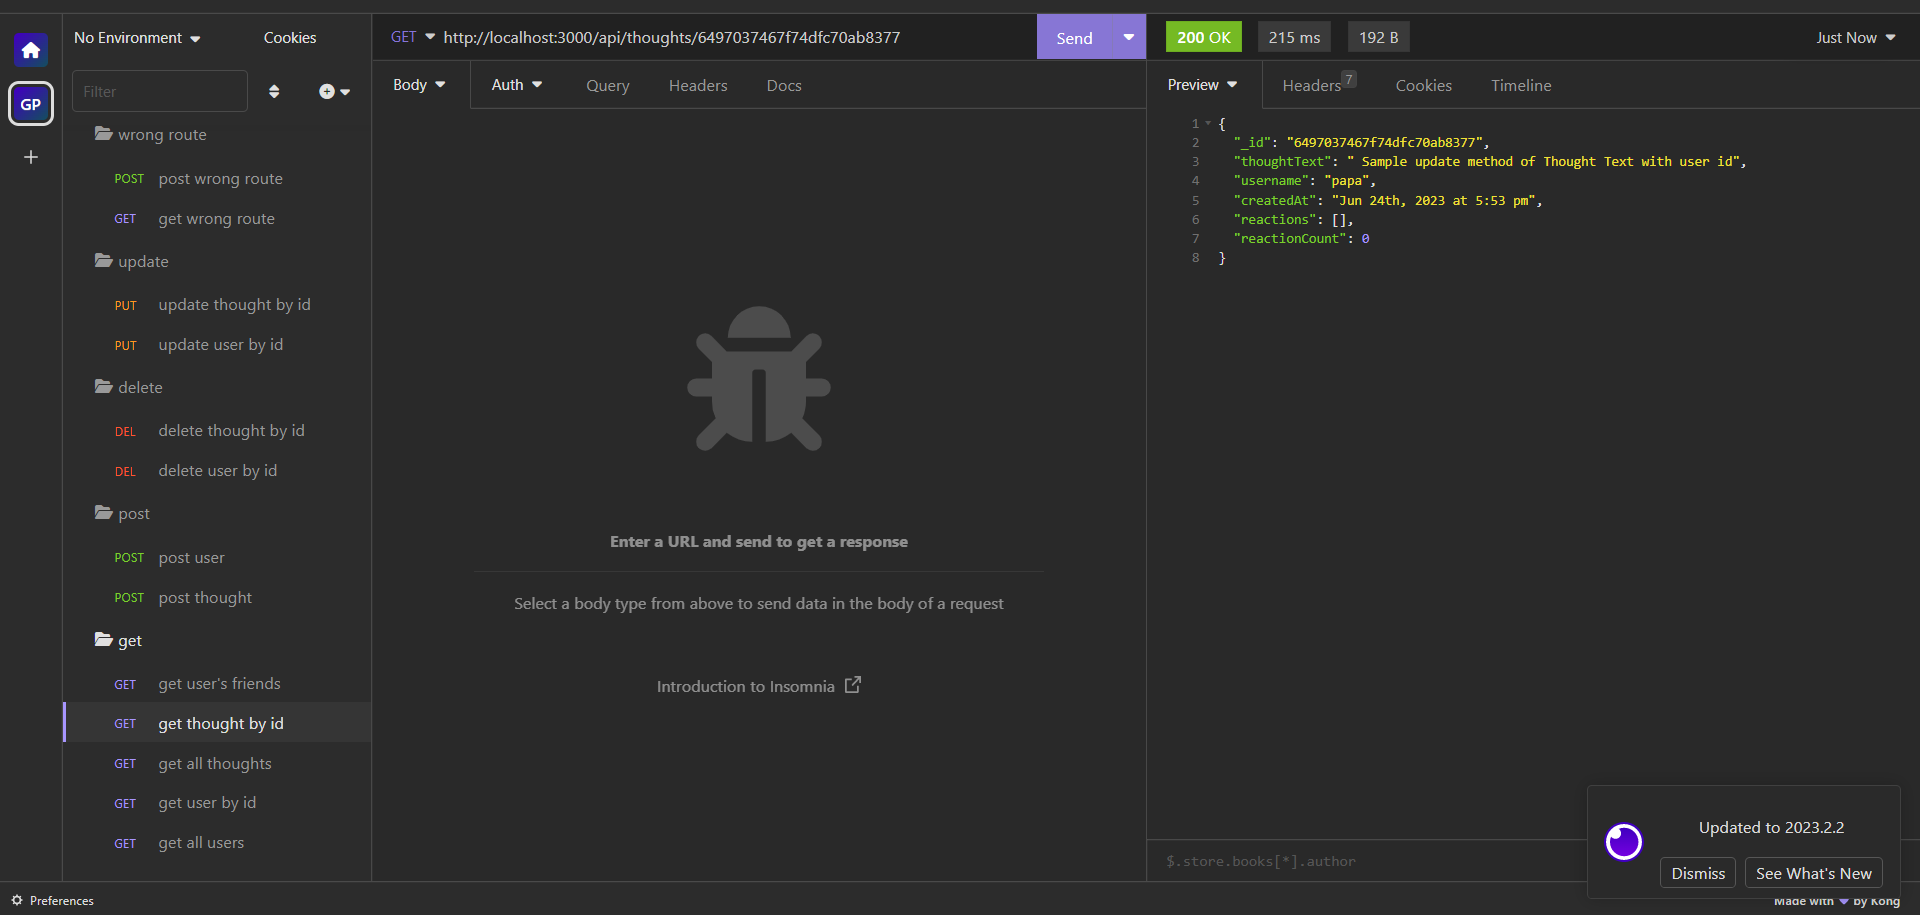 GP
No Environment
Cookies
Filter
wrong route
POST post wrong route
GET get wrong route
update
PUT update thought by id
PUT update user by id
delete
DEL delete thought by id
DEL delete user by id
post
POST post user
POST post thought
get
GET get user's friends
GET get thought by id
GET get all thoughts
GET get user by id
GET get all users
Preferences
GET http://localhost:3000/api/thoughts/6497037467f74dfc70ab8377
Send
Body Auth Query Headers Docs
Enter a URL and send to get a response
Select a body type from above to send data in the body of a request
Introduction to Insomnia
200 OK 215 ms 192 B Just Now
Preview Headers 7 Cookies Timeline
1 {
2 "_id": "6497037467f74dfc70ab8377",
3 "thoughtText": " Sample update method of Thought Text with user id",
4 "username": "papa",
5 "createdAt": "Jun 24th, 2023 at 5:53 pm",
6 "reactions": [],
7 "reactionCount": 0
8 }
$.store.books[*].author
Updated to 2023.2.2
Dismiss See What's New
Made with by Kong